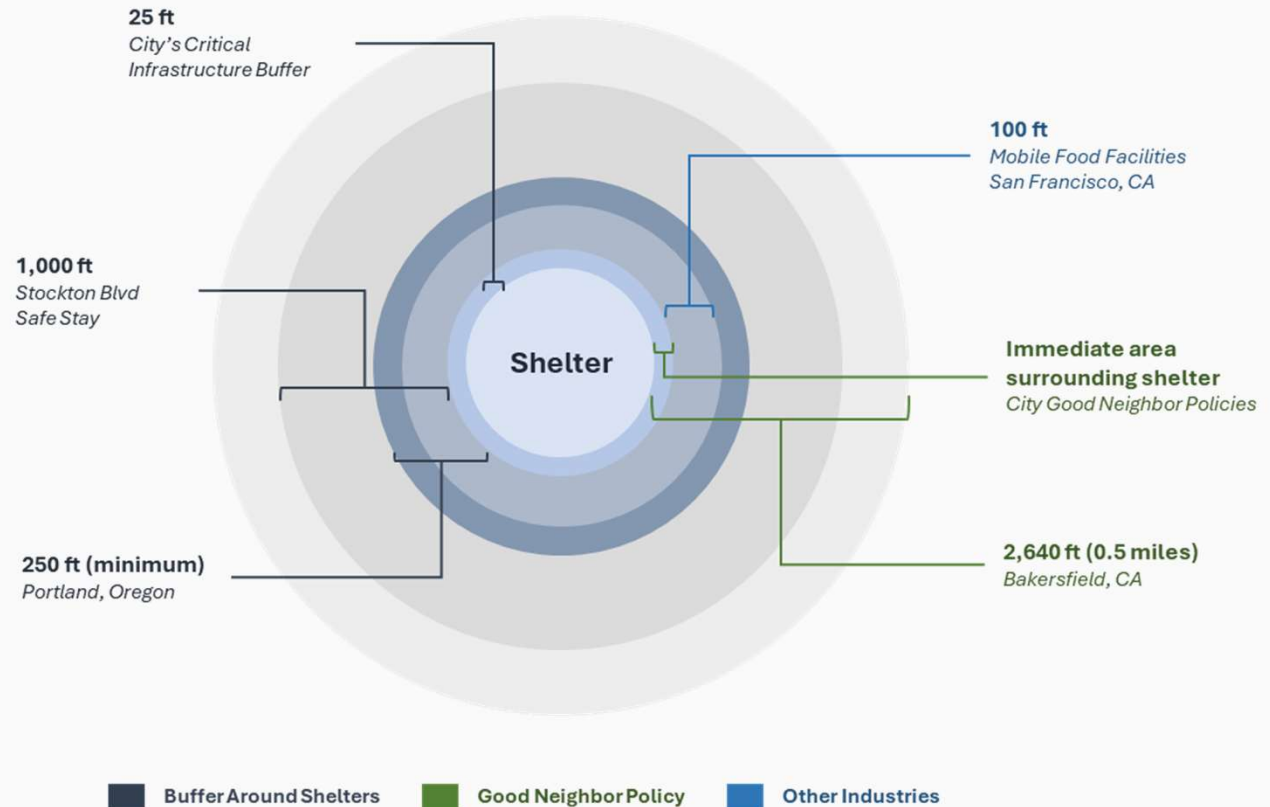 25 ft
City's Critical
Infrastructure Buffer
100 ft
Mobile Food Facilities
San Francisco, CA
1,000 ft
Stockton Blvd
Safe Stay
Shelter
Immediate area
surrounding shelter
City Good Neighbor Policies
250 ft (minimum)
Portland, Oregon
2,640 ft (0.5 miles)
Bakersfield, CA
Buffer Around Shelters
Good Neighbor Policy
Other Industries